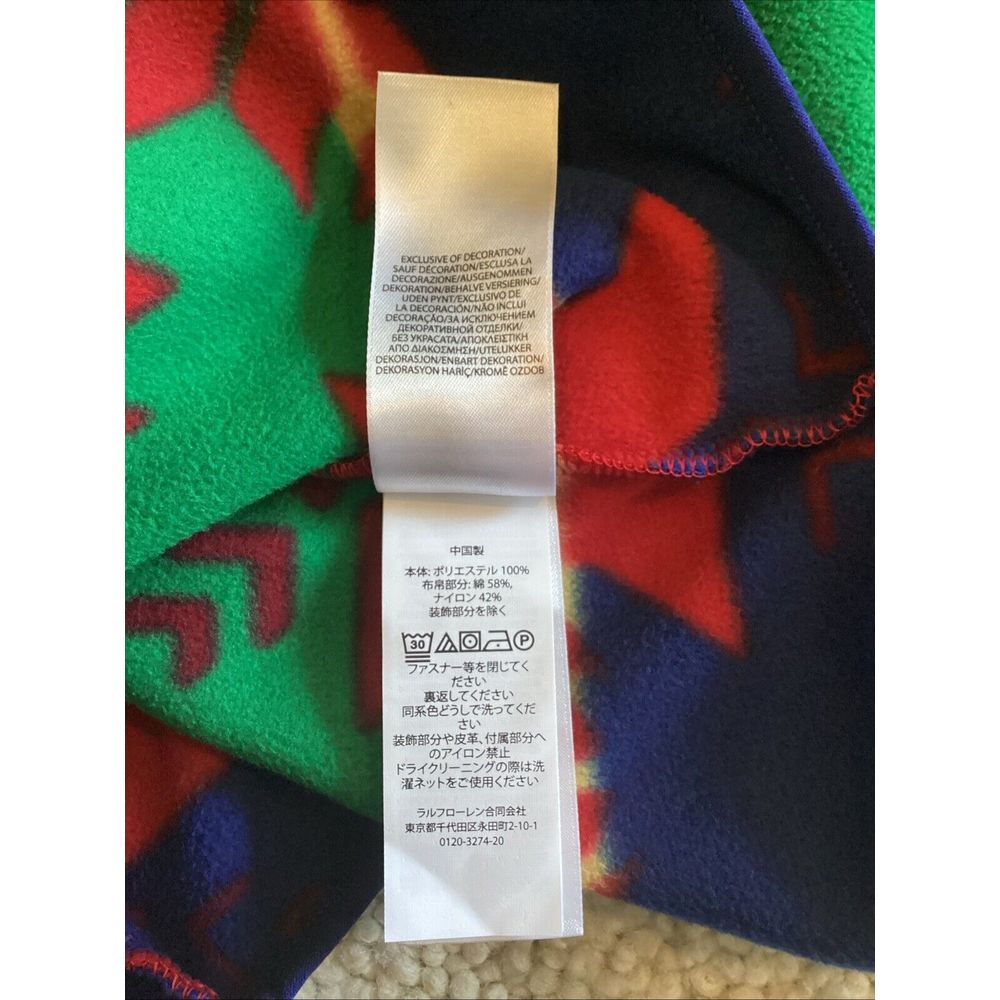 EXCLUSIVE OF DECORATION/
SAUF DÉCORATION/ESCLUSA LA
DECORAZIONE/AUSGENOMMEN
DEKORATION/BEHALVE VERSIERING/
UDEN PYNT/EXCLUSIVO DE
LA DECORACIÓN/NÃO INCLUI
DECORAÇÃO/ЗА ИСКЛЮЧЕНИЕМ
ДЕКОРАТИВНОЙ ОТДЕЛКИ/
БЕЗ УКРАСАТА/ΑΠΟΚΛΕΙΣΤΙΚΗ
ΑΠΟ ΔΙΑΚΟΣΜΗΣΗ/UTELUKKER
DEKORASJON/ENBART DEKORATION/
DEKORASYON HARİÇ/KROMĚ OZDOB
中国製
本体: ポリエステル 100%
布帛部分: 綿 58%,
ナイロン 42%
装飾部分を除く
30 P
ファスナー等を閉じてく
ださい
裏返してください
同系色どうしで洗ってくだ
さい
装飾部分や皮革、付属部分へ
のアイロン禁止
ドライクリーニングの際は洗
濯ネットをご使用ください
ラルフローレン合同会社
東京都千代田区永田町2-10-1
0120-3274-20